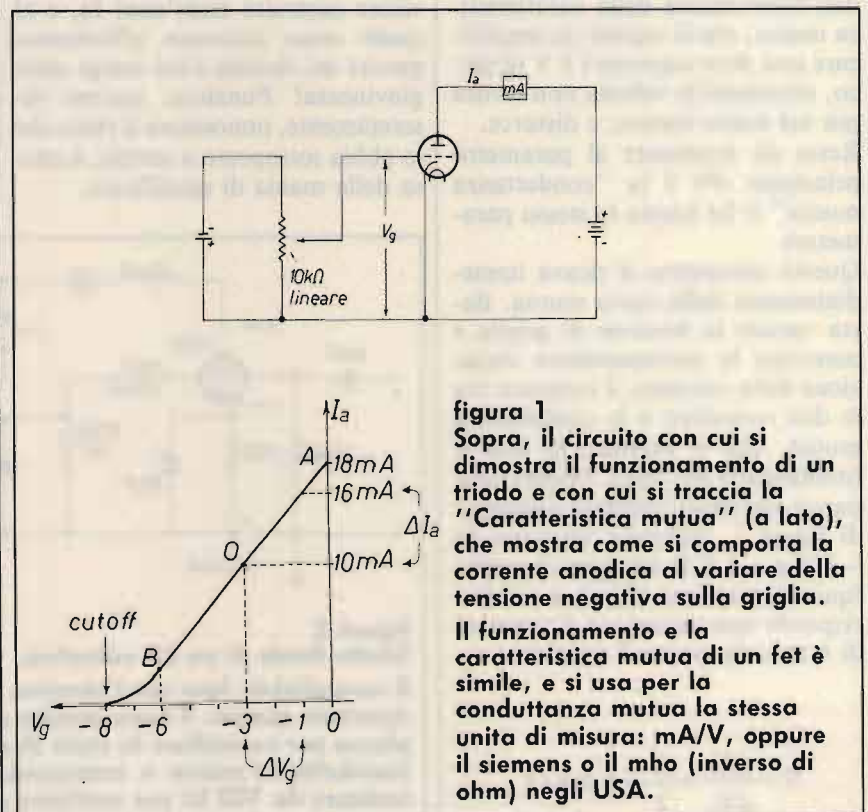 Ia
mA
Vg
10kΩ
lineare
Ia
A
18mA
16mA
ΔIa
O
10mA
cutoff
B
Vg
-8 -6 -3 -1 0
ΔVg
figura 1
Sopra, il circuito con cui si
dimostra il funzionamento di un
triodo e con cui si traccia la
"Caratteristica mutua" (a lato),
che mostra come si comporta la
corrente anodica al variare della
tensione negativa sulla griglia.
Il funzionamento e la
caratteristica mutua di un fet è
simile, e si usa per la
conduttanza mutua la stessa
unita di misura: mA/V, oppure
il siemens o il mho (inverso di
ohm) negli USA.